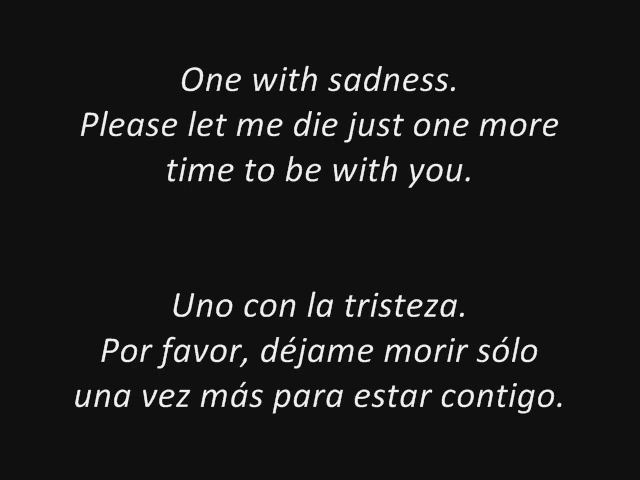 One with sadness.
Please let me die just one more
time to be with you.
Uno con la tristeza.
Por favor, déjame morir sólo
una vez más para estar contigo.